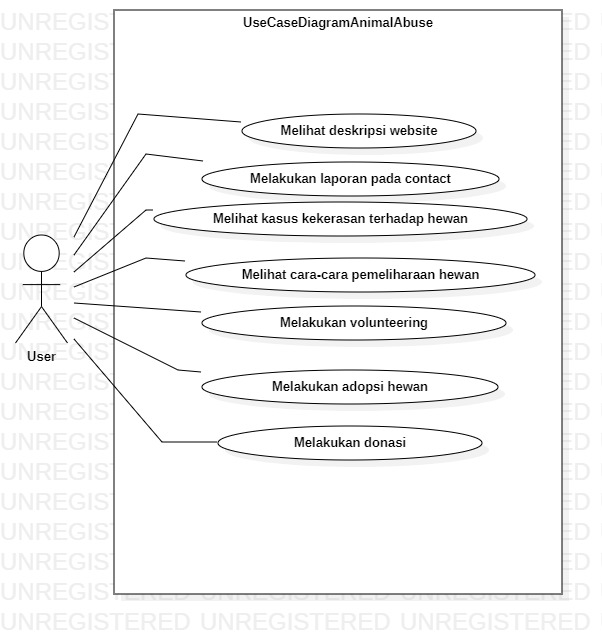 UseCaseDiagramAnimalAbuse
Melihat deskripsi website
Melakukan laporan pada contact
Melihat kasus kekerasan terhadap hewan
Melihat cara-cara pemeliharaan hewan
Melakukan volunteering
User
Melakukan adopsi hewan
Melakukan donasi
UNREGISTERED UNREGISTERED UNREGISTERED